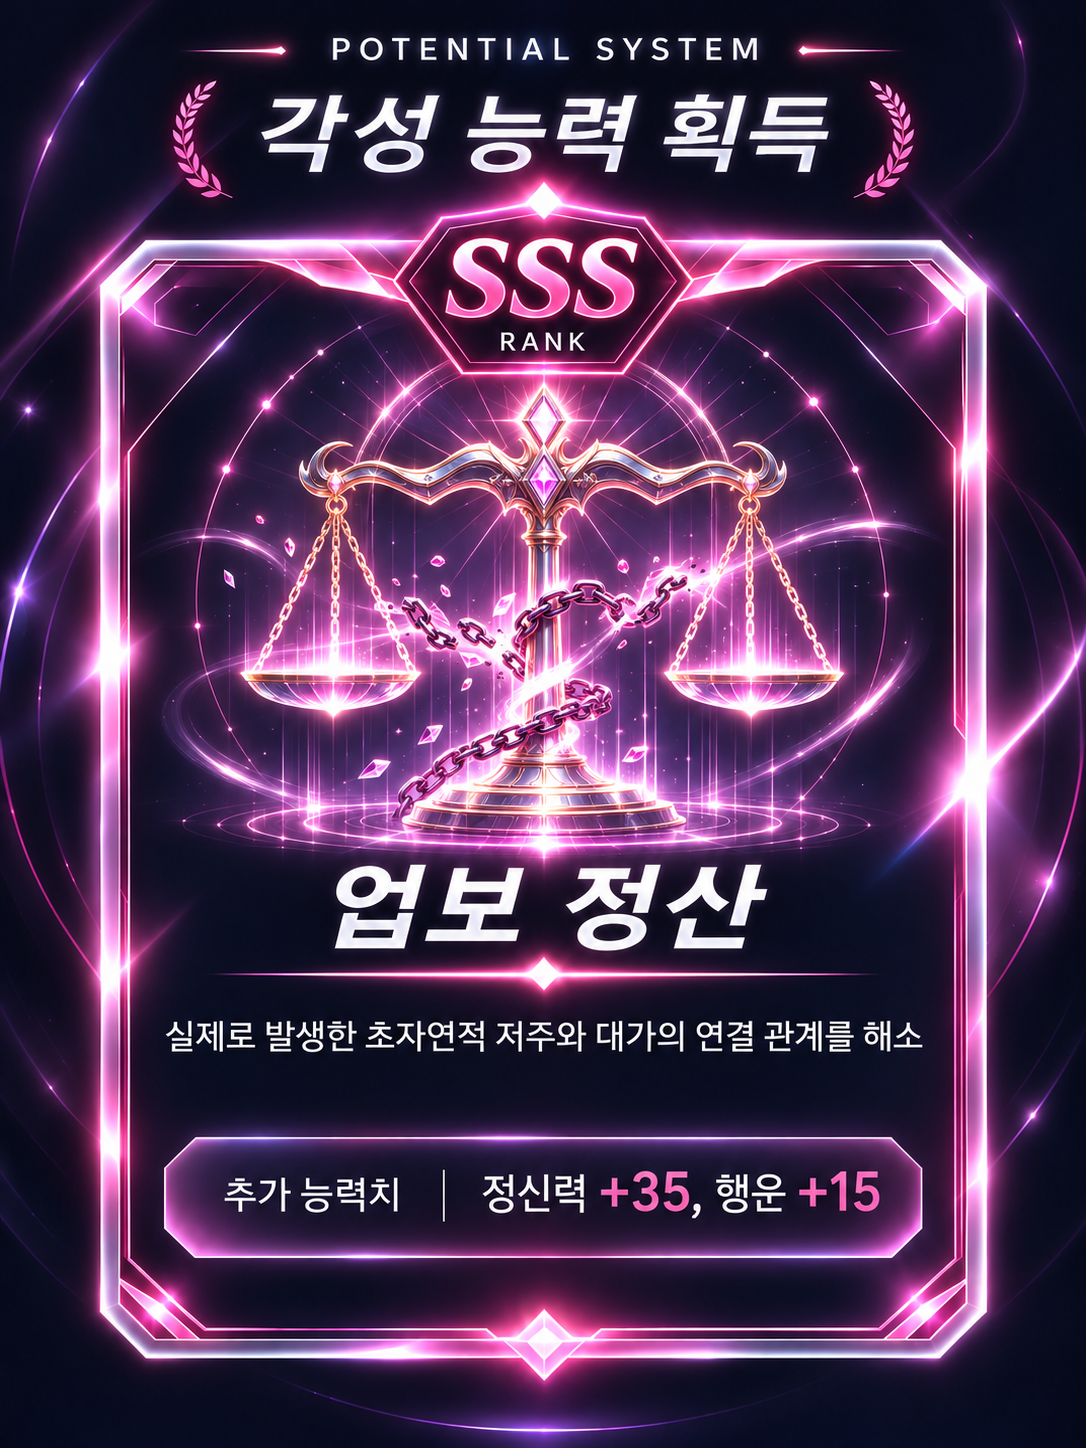 POTENTIAL SYSTEM
각성 능력 획득
SSS
RANK
업보 정산
실제로 발생한 초자연적 저주와 대가의 연결 관계를 해소
추가 능력치 정신력 +35, 행운 +15